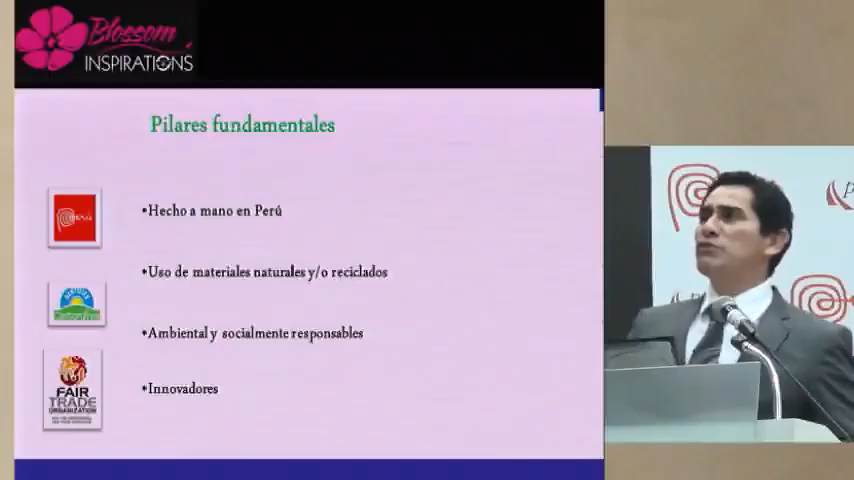 Blossom
INSPIRATIONS
Pilares fundamentales
•Hecho a mano en Perú
•Uso de materiales naturales y/o reciclados
•Ambiental y socialmente responsables
•Innovadores
Perú
FAIR
TRADE
ORGANIZATION